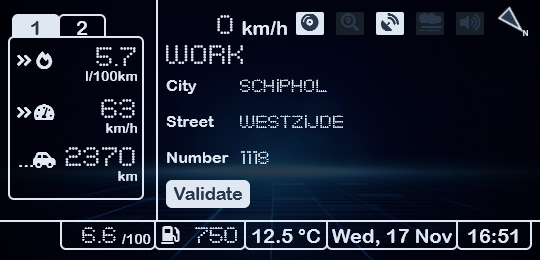 1 2
0 km/h
N
5.7
l/100km
63
km/h
2370
km
WORK
City SCHIPHOL
Street WESTZIJDE
Number 1118
Validate
6.6 /100 750 12.5 °C Wed, 17 Nov 16:51